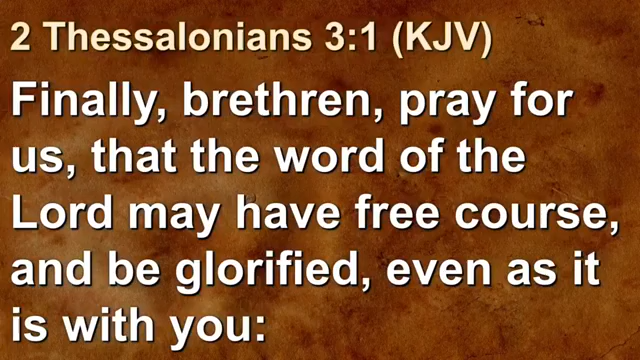 2 Thessalonians 3:1 (KJV)
Finally, brethren, pray for
us, that the word of the
Lord may have free course,
and be glorified, even as it
is with you: